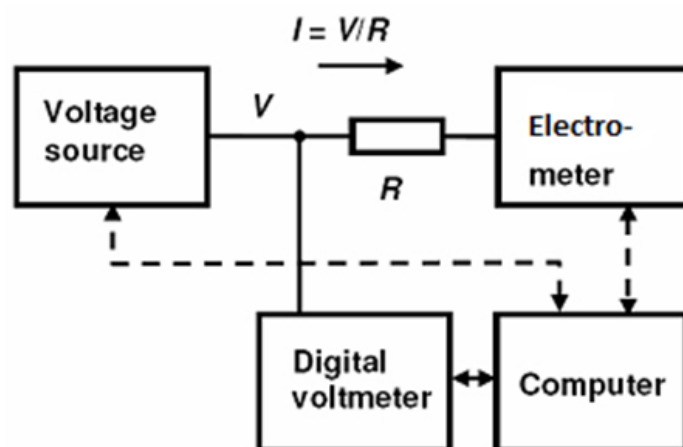 I = V/R
Voltage
source
V
R
Electro-
meter
Digital
voltmeter
Computer